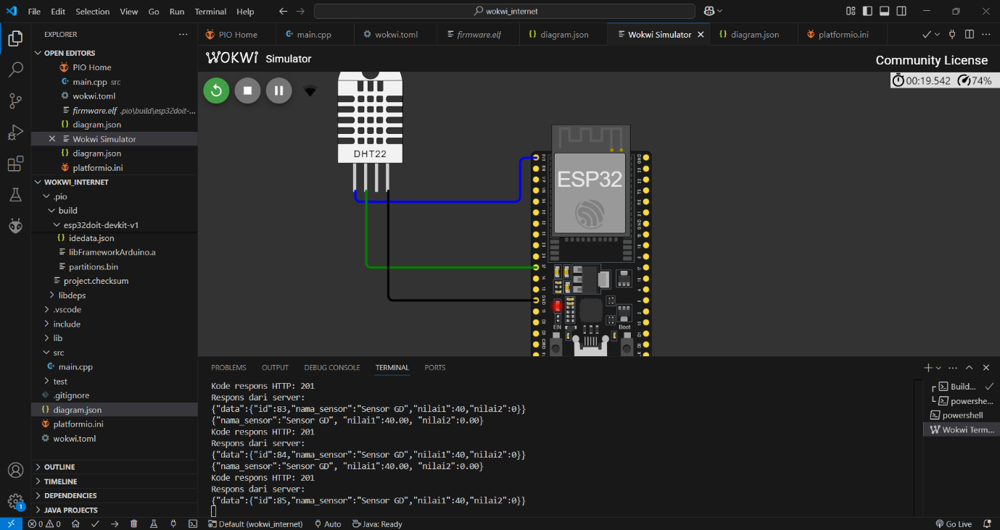 File Edit Selection View Go Run Terminal Help
wokwi_internet
EXPLORER
OPEN EDITORS
PIO Home
main.cpp src
wokwi.toml
firmware.elf .pio\build\esp32doit-...
diagram.json
Wokwi Simulator
diagram.json
platformio.ini
WOKWI_INTERNET
.pio
build
esp32doit-devkit-v1
idedata.json
libFrameworkArduino.a
partitions.bin
project.checksum
libdeps
.vscode
include
lib
src
main.cpp
test
.gitignore
diagram.json
platformio.ini
wokwi.toml
OUTLINE
TIMELINE
DEPENDENCIES
JAVA PROJECTS
PIO Home main.cpp wokwi.toml firmware.elf diagram.json Wokwi Simulator diagram.json platformio.ini
WOKWi Simulator
Community License
00:19.542 74%
DHT22
ESP32
EN
Boot
PROBLEMS OUTPUT DEBUG CONSOLE TERMINAL PORTS
Kode respons HTTP: 201
Respons dari server:
{"data":{"id":83,"nama_sensor":"Sensor GD","nilai1":40,"nilai2":0}}
{"nama_sensor":"Sensor GD", "nilai1":40.00, "nilai2":0.00}
Kode respons HTTP: 201
Respons dari server:
{"data":{"id":84,"nama_sensor":"Sensor GD","nilai1":40,"nilai2":0}}
{"nama_sensor":"Sensor GD", "nilai1":40.00, "nilai2":0.00}
Kode respons HTTP: 201
Respons dari server:
{"data":{"id":85,"nama_sensor":"Sensor GD","nilai1":40,"nilai2":0}}
Build...
powershe...
powershell
Wokwi Term...
1
0 0 Default (wokwi_internet) Auto Java: Ready Go Live